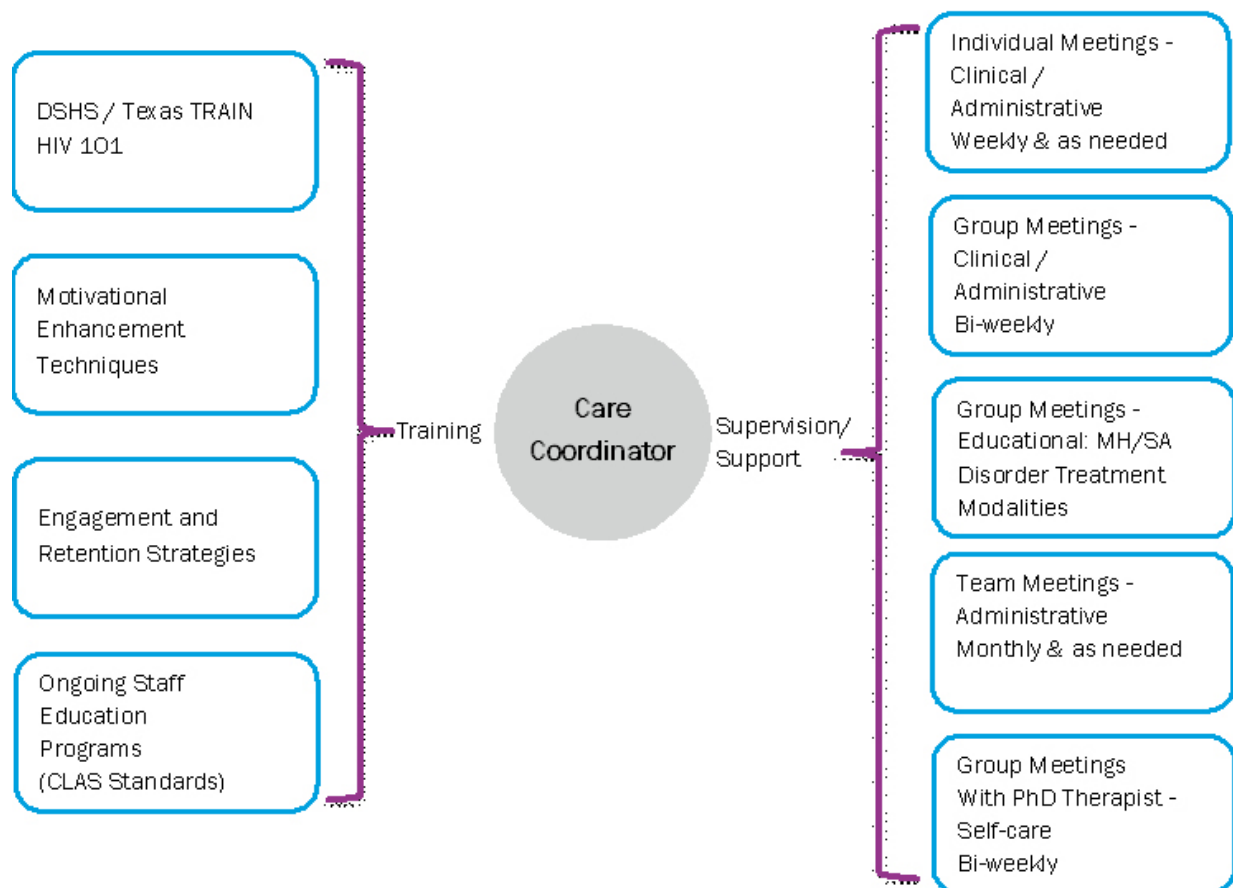 DSHS / Texas TRAIN
HIV 101
Motivational
Enhancement
Techniques
Engagement and
Retention Strategies
Ongoing Staff
Education
Programs
(CLAS Standards)
Training
Care
Coordinator
Supervision/
Support
Individual Meetings -
Clinical /
Administrative
Weekly & as needed
Group Meetings -
Clinical /
Administrative
Bi-weekly
Group Meetings -
Educational: MH/SA
Disorder Treatment
Modalities
Team Meetings -
Administrative
Monthly & as needed
Group Meetings
With PhD Therapist -
Self-care
Bi-weekly